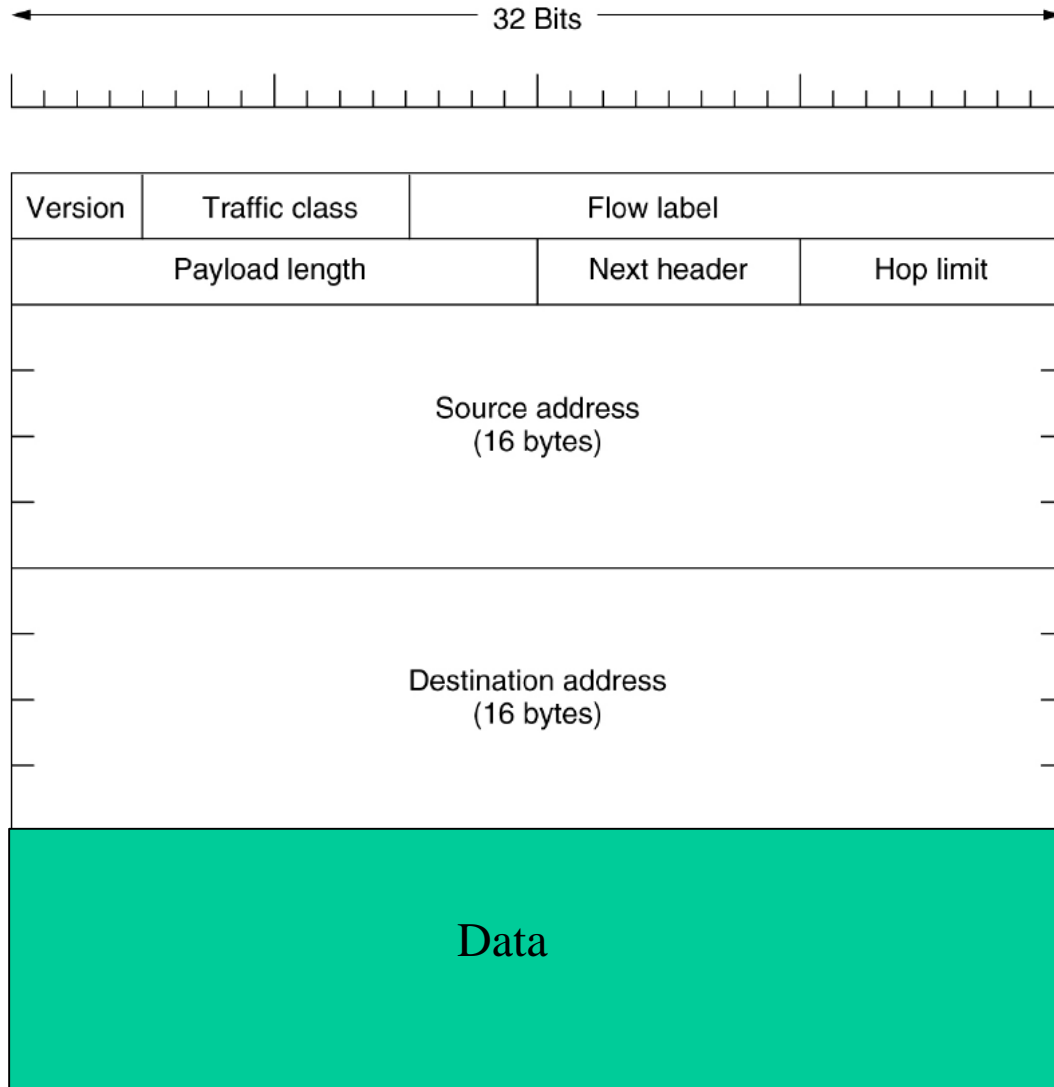 32 Bits
Version Traffic class Flow label
Payload length Next header Hop limit
Source address
(16 bytes)
Destination address
(16 bytes)
Data